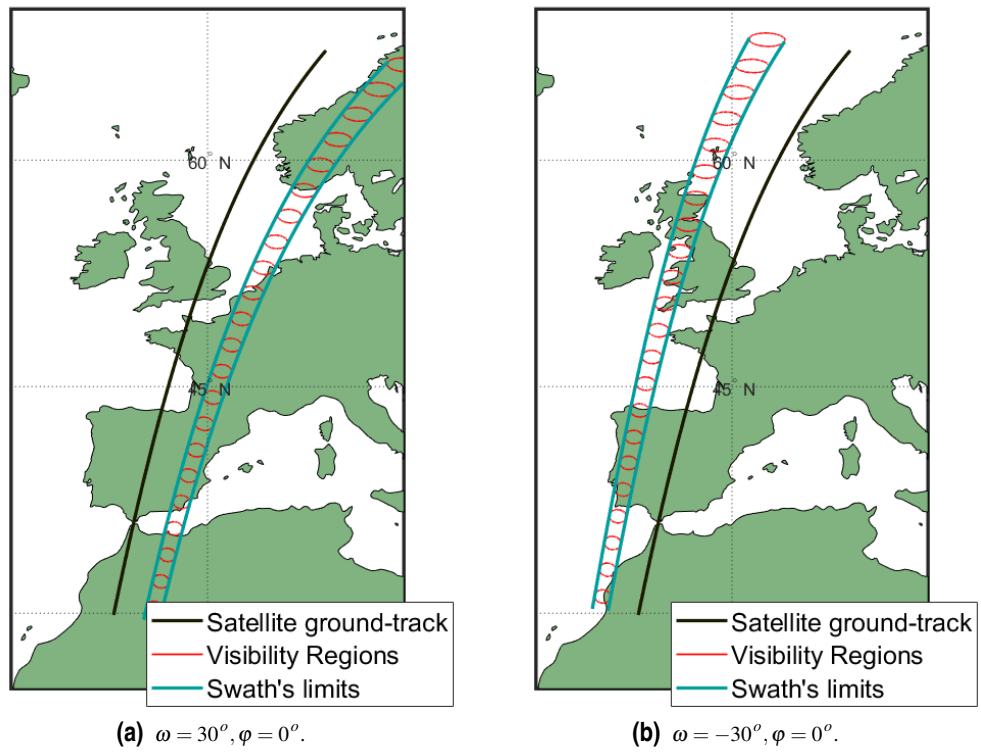 60° N
45° N
Satellite ground-track
Visibility Regions
Swath's limits
(a) ω = 30°, φ = 0°.
60° N
45° N
Satellite ground-track
Visibility Regions
Swath's limits
(b) ω = −30°, φ = 0°.